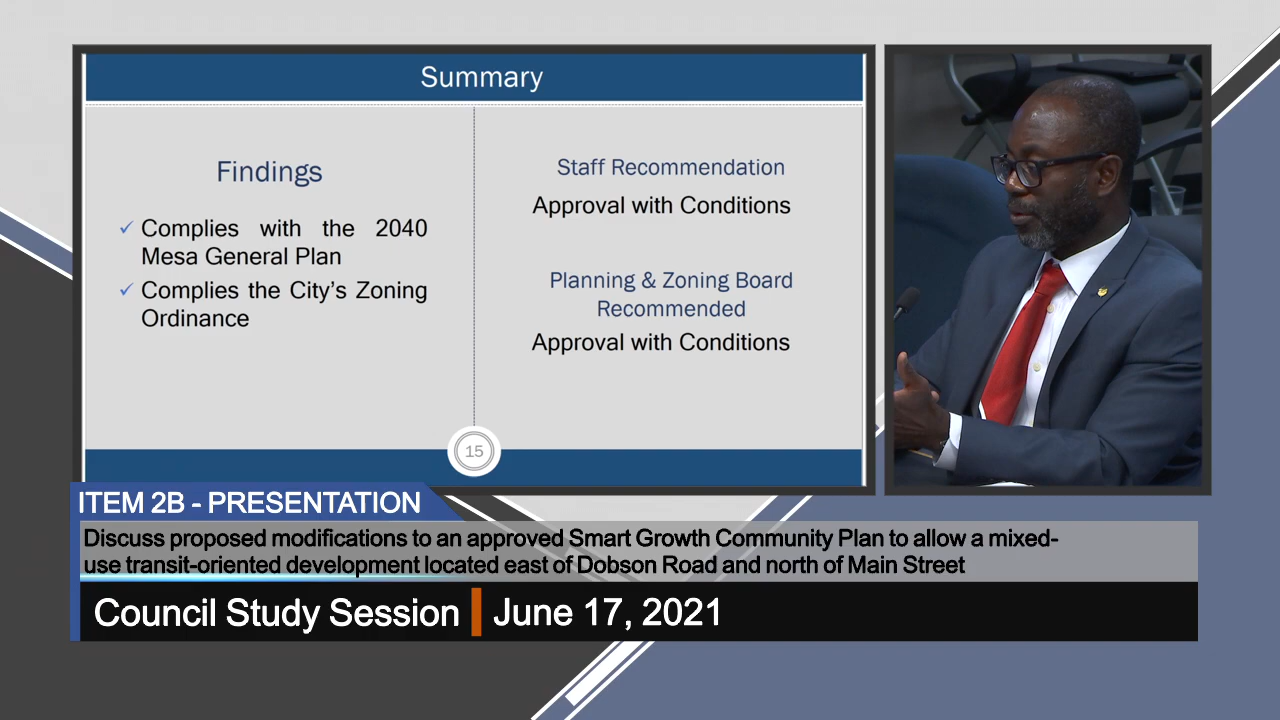 Summary
Findings
✓ Complies with the 2040
Mesa General Plan
✓ Complies the City's Zoning
Ordinance
Staff Recommendation
Approval with Conditions
Planning & Zoning Board
Recommended
Approval with Conditions
15
ITEM 2B - PRESENTATION
Discuss proposed modifications to an approved Smart Growth Community Plan to allow a mixed-
use transit-oriented development located east of Dobson Road and north of Main Street
Council Study Session June 17, 2021